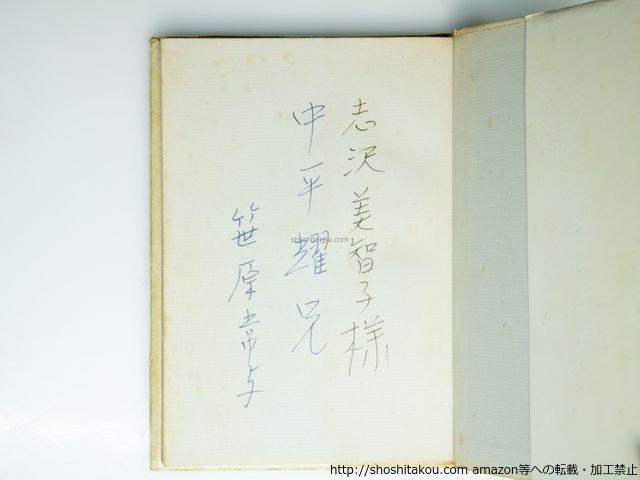 志沢美智子様
中平耀兄
笹原常与
shoshitakou.com
http://shoshitakou.com amazon等への転載・加工禁止